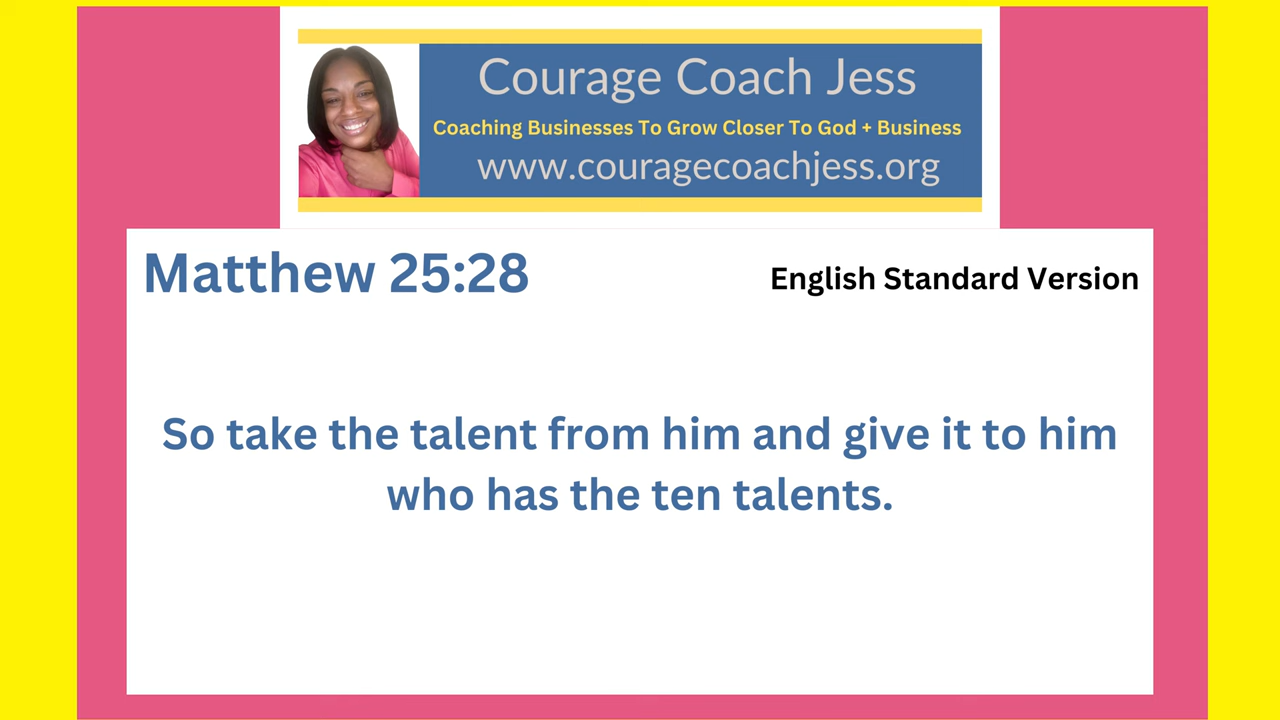 Courage Coach Jess
Coaching Businesses To Grow Closer To God + Business
www.couragecoachjess.org
Matthew 25:28
English Standard Version
So take the talent from him and give it to him
who has the ten talents.